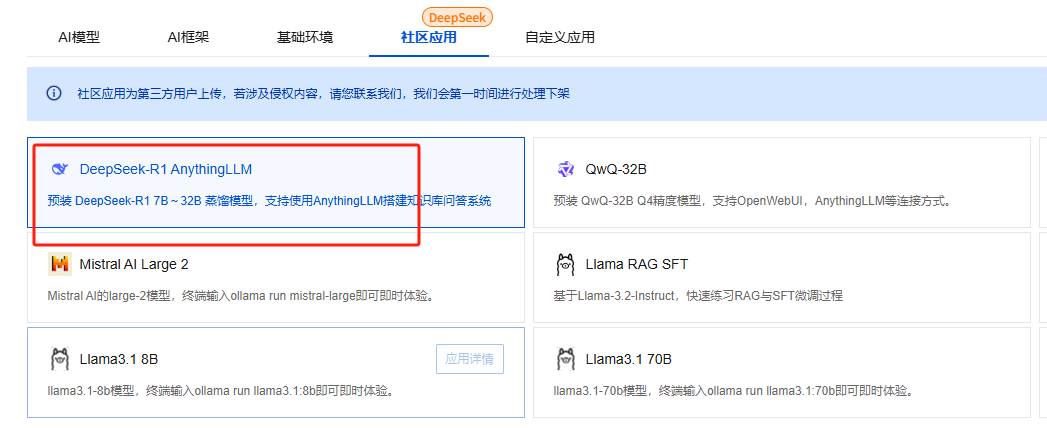 DeepSeek
AI模型 AI框架 基础环境 社区应用 自定义应用
社区应用为第三方用户上传，若涉及侵权内容，请您联系我们，我们会第一时间进行处理下架
DeepSeek-R1 AnythingLLM
预装 DeepSeek-R1 7B～32B 蒸馏模型，支持使用AnythingLLM搭建知识库问答系统
QwQ-32B
预装 QwQ-32B Q4精度模型，支持OpenWebUI，AnythingLLM等连接方式。
Mistral AI Large 2
Mistral AI的large-2模型，终端输入ollama run mistral-large即可即时体验。
Llama RAG SFT
基于Llama-3.2-Instruct，快速练习RAG与SFT微调过程
Llama3.1 8B
应用详情
llama3.1-8b模型，终端输入ollama run llama3.1:8b即可即时体验。
Llama3.1 70B
llama3.1-70b模型，终端输入ollama run llama3.1:70b即可即时体验。